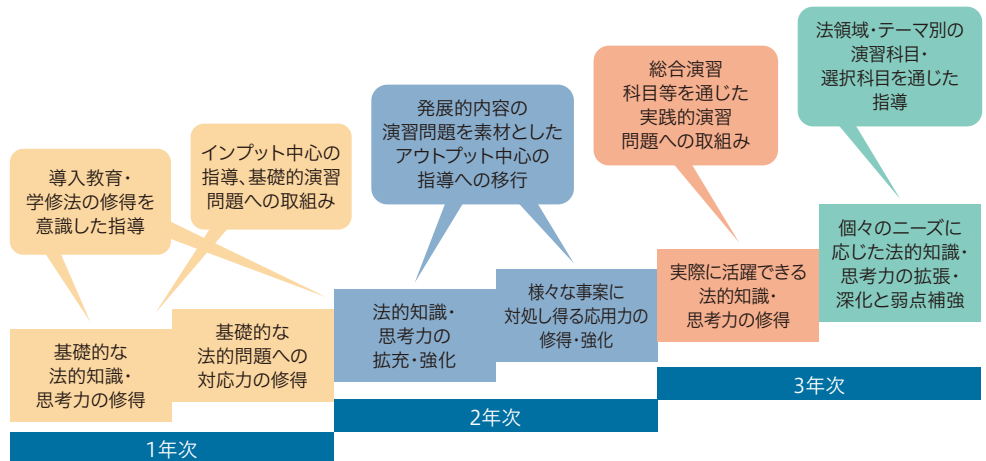 導入教育・
学修法の修得を
意識した指導
インプット中心の
指導、基礎的演習
問題への取組み
発展的内容の
演習問題を素材とした
アウトプット中心の
指導への移行
総合演習
科目等を通じた
実践的演習
問題への取組み
法領域・テーマ別の
演習科目・
選択科目を通じた
指導
基礎的な
法的知識・
思考力の修得
基礎的な
法的問題への
対応力の修得
法的知識・
思考力の
拡充・強化
様々な事案に
対処し得る応用力の
修得・強化
実際に活躍できる
法的知識・
思考力の修得
個々のニーズに
応じた法的知識・
思考力の拡張・
深化と弱点補強
1年次
2年次
3年次